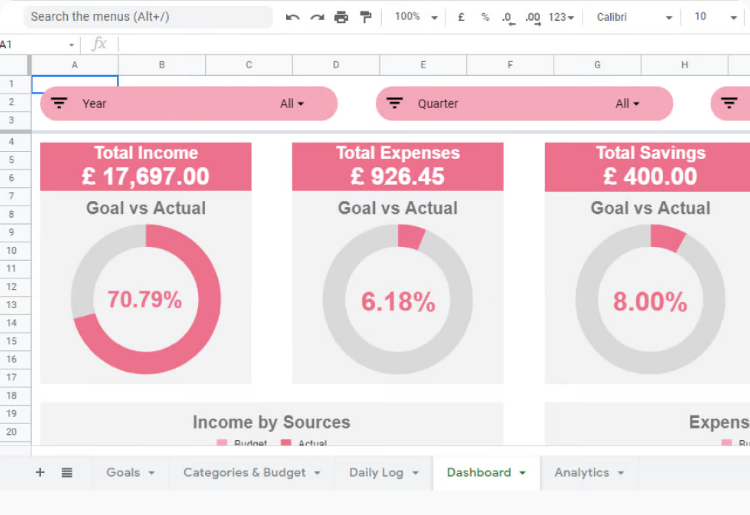 Search the menus (Alt+/) 100% £ % .0 .00 123 Calibri 10
A1 fx
A B C D E F G H
1
2 Year All Quarter All
3
4 Total Income Total Expenses Total Savings
5
6 £ 17,697.00 £ 926.45 £ 400.00
7
8 Goal vs Actual Goal vs Actual Goal vs Actual
9
10
11
12
13 70.79% 6.18% 8.00%
14
15
16
17
18
19 Income by Sources Expens
20 Budget Actual Bu
+ Goals Categories & Budget Daily Log Dashboard Analytics